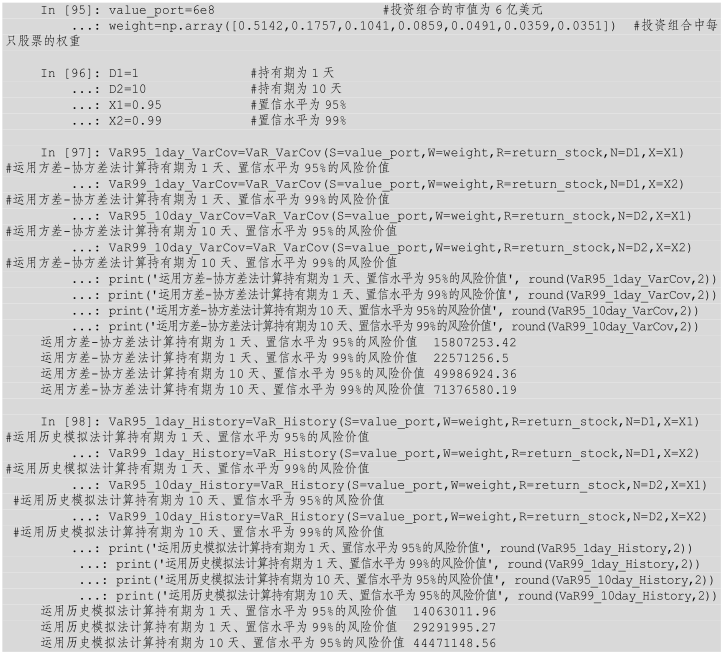 In [95]: value_port=6e8 #投资组合的市值为 6 亿美元
...: weight=np.array([0.5142,0.1757,0.1041,0.0859,0.0491,0.0359,0.0351]) #投资组合中每
只股票的权重
In [96]: D1=1 #持有期为 1 天
...: D2=10 #持有期为 10 天
...: X1=0.95 #置信水平为 95%
...: X2=0.99 #置信水平为 99%
In [97]: VaR95_1day_VarCov=VaR_VarCov(S=value_port,W=weight,R=return_stock,N=D1,X=X1)
#运用方差-协方差法计算持有期为 1 天、置信水平为 95%的风险价值
...: VaR99_1day_VarCov=VaR_VarCov(S=value_port,W=weight,R=return_stock,N=D1,X=X2)
#运用方差-协方差法计算持有期为 1 天、置信水平为 99%的风险价值
...: VaR95_10day_VarCov=VaR_VarCov(S=value_port,W=weight,R=return_stock,N=D2,X=X1)
#运用方差-协方差法计算持有期为 10 天、置信水平为 95%的风险价值
...: VaR99_10day_VarCov=VaR_VarCov(S=value_port,W=weight,R=return_stock,N=D2,X=X2)
#运用方差-协方差法计算持有期为 10 天、置信水平为 99%的风险价值
...: print('运用方差-协方差法计算持有期为 1 天、置信水平为 95%的风险价值', round(VaR95_1day_VarCov,2))
...: print('运用方差-协方差法计算持有期为 1 天、置信水平为 99%的风险价值', round(VaR99_1day_VarCov,2))
...: print('运用方差-协方差法计算持有期为 10 天、置信水平为 95%的风险价值', round(VaR95_10day_VarCov,2))
...: print('运用方差-协方差法计算持有期为 10 天、置信水平为 99%的风险价值', round(VaR99_10day_VarCov,2))
运用方差-协方差法计算持有期为 1 天、置信水平为 95%的风险价值 15807253.42
运用方差-协方差法计算持有期为 1 天、置信水平为 99%的风险价值 22571256.5
运用方差-协方差法计算持有期为 10 天、置信水平为 95%的风险价值 49986924.36
运用方差-协方差法计算持有期为 10 天、置信水平为 99%的风险价值 71376580.19
In [98]: VaR95_1day_History=VaR_History(S=value_port,W=weight,R=return_stock,N=D1,X=X1)
#运用历史模拟法计算持有期为 1 天、置信水平为 95%的风险价值
...: VaR99_1day_History=VaR_History(S=value_port,W=weight,R=return_stock,N=D1,X=X2)
#运用历史模拟法计算持有期为 1 天、置信水平为 99%的风险价值
...: VaR95_10day_History=VaR_History(S=value_port,W=weight,R=return_stock,N=D2,X=X1)
#运用历史模拟法计算持有期为 10 天、置信水平为 95%的风险价值
...: VaR99_10day_History=VaR_History(S=value_port,W=weight,R=return_stock,N=D2,X=X2)
#运用历史模拟法计算持有期为 10 天、置信水平为 99%的风险价值
...: print('运用历史模拟法计算持有期为 1 天、置信水平为 95%的风险价值', round(VaR95_1day_History,2))
...: print('运用历史模拟法计算持有期为 1 天、置信水平为 99%的风险价值', round(VaR99_1day_History,2))
...: print('运用历史模拟法计算持有期为 10 天、置信水平为 95%的风险价值', round(VaR95_10day_History,2))
...: print('运用历史模拟法计算持有期为 10 天、置信水平为 99%的风险价值', round(VaR99_10day_History,2))
运用历史模拟法计算持有期为 1 天、置信水平为 95%的风险价值 14063011.96
运用历史模拟法计算持有期为 1 天、置信水平为 99%的风险价值 29291995.27
运用历史模拟法计算持有期为 10 天、置信水平为 95%的风险价值 44471148.56